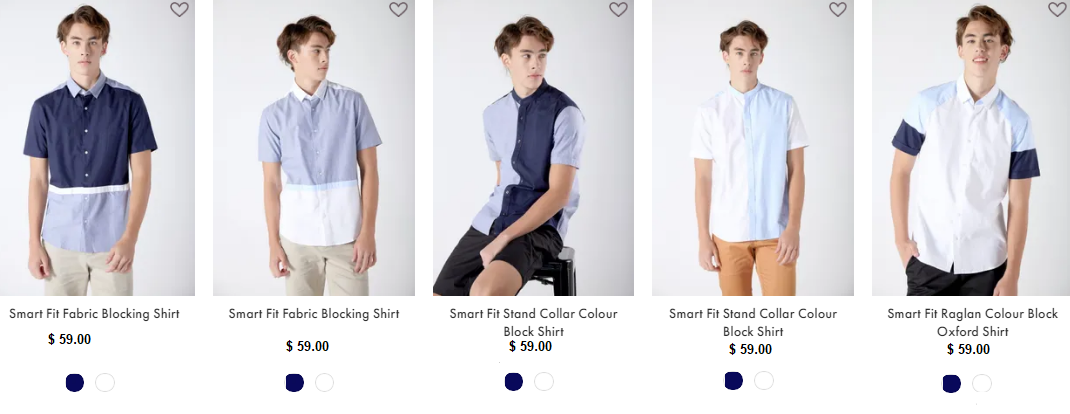 Smart Fit Fabric Blocking Shirt
$ 59.00
Smart Fit Fabric Blocking Shirt
$ 59.00
Smart Fit Stand Collar Colour
Block Shirt
$ 59.00
Smart Fit Stand Collar Colour
Block Shirt
$ 59.00
Smart Fit Raglan Colour Block
Oxford Shirt
$ 59.00